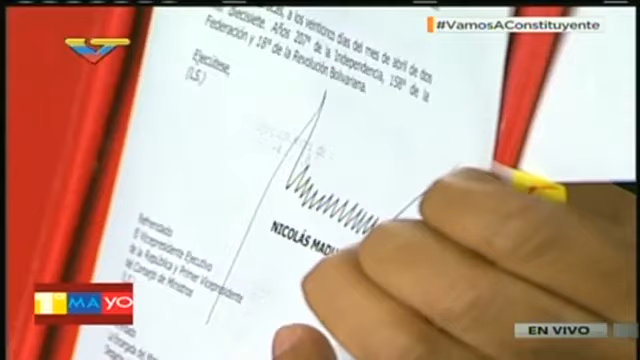 #VamosAConstituyente
a los veintiún días del mes de abril de dos
Diecisiete. Años 207° de la Independencia, 158° de la
Federación y 18° de la Revolución Bolivariana.
Ejecútese,
(L.S.)
NICOLÁS MADU
Refrendado
El Vicepresidente Ejecutivo
de la República y Primer Vicepresidente
del Consejo de Ministros
1° MAYO
EN VIVO